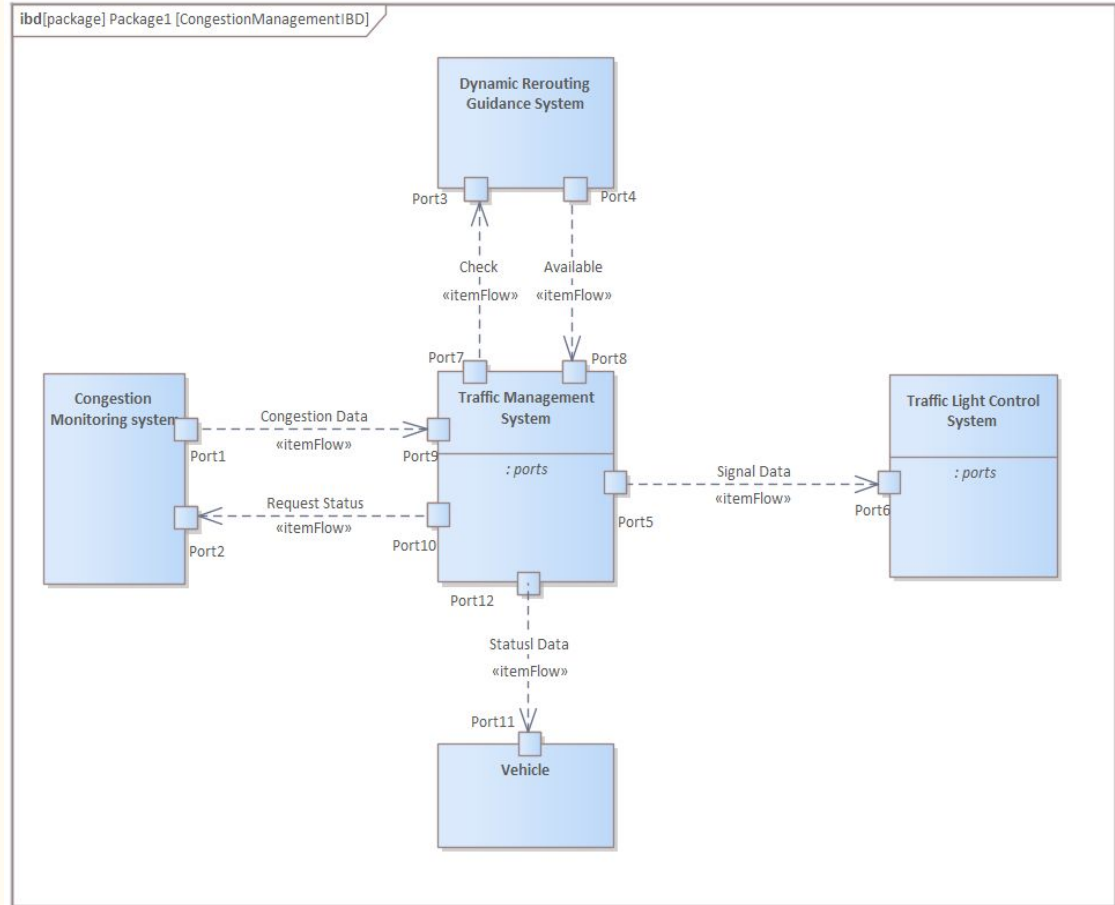 ibd[package] Package1 [CongestionManagementIBD]
Dynamic Rerouting
Guidance System
Port3
Port4
Check
«itemFlow»
Available
«itemFlow»
Port7
Port8
Congestion
Monitoring system
Port1
Port2
Congestion Data
«itemFlow»
Request Status
«itemFlow»
Port9
Port10
Traffic Management
System
: ports
Port5
Port12
Signal Data
«itemFlow»
Port6
Traffic Light Control
System
: ports
Statusl Data
«itemFlow»
Port11
Vehicle